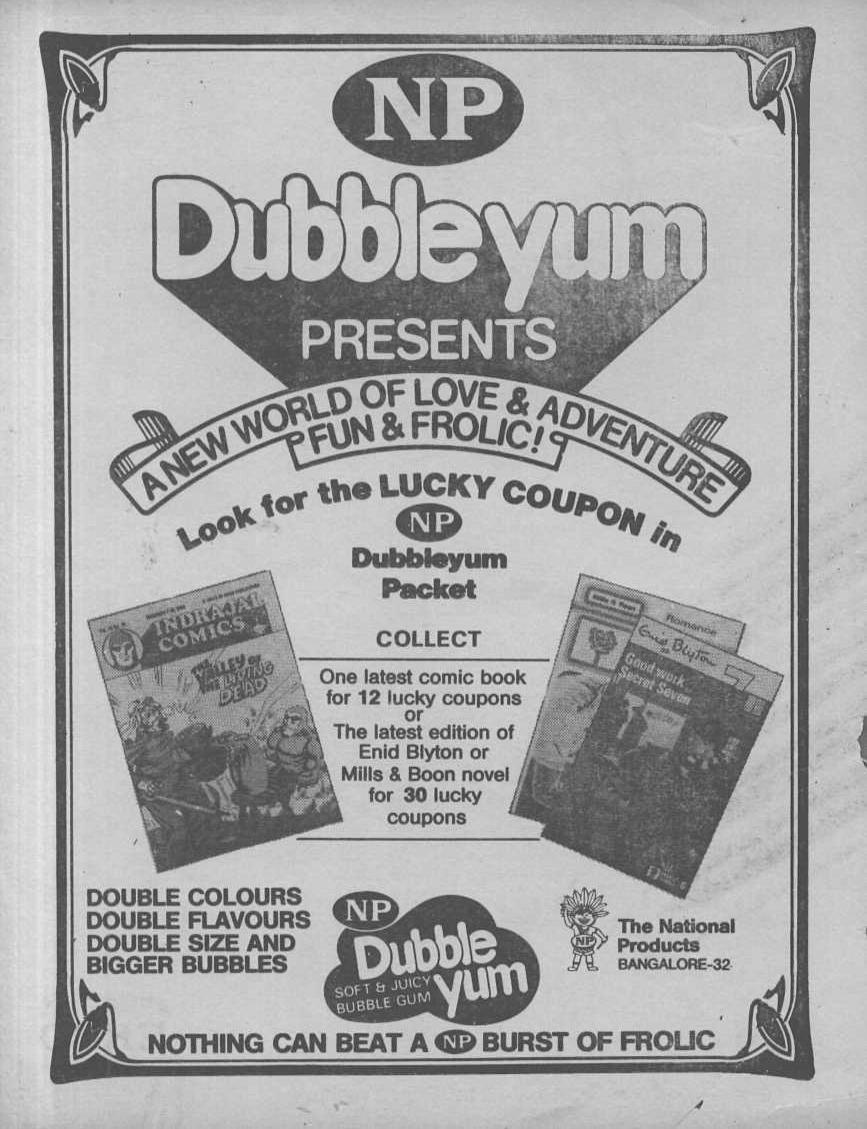 NP
Dubble yum
PRESENTS
A NEW WORLD OF LOVE & ADVENTURE
FUN & FROLIC!
Look for the LUCKY COUPON in
NP
Dubbleyum
Packet
COLLECT
One latest comic book
for 12 lucky coupons
or
The latest edition of
Enid Blyton or
Mills & Boon novel
for 30 lucky
coupons
INDRAJAL
COMICS
THE
VALLEY OF
THE LIVING
DEAD
Romance
Enid Blyton
Good work
Secret Seven
7
DOUBLE COLOURS
DOUBLE FLAVOURS
DOUBLE SIZE AND
BIGGER BUBBLES
NP
Dubble
yum
SOFT & JUICY
BUBBLE GUM
NP
The National
Products
BANGALORE-32
NOTHING CAN BEAT A NP BURST OF FROLIC